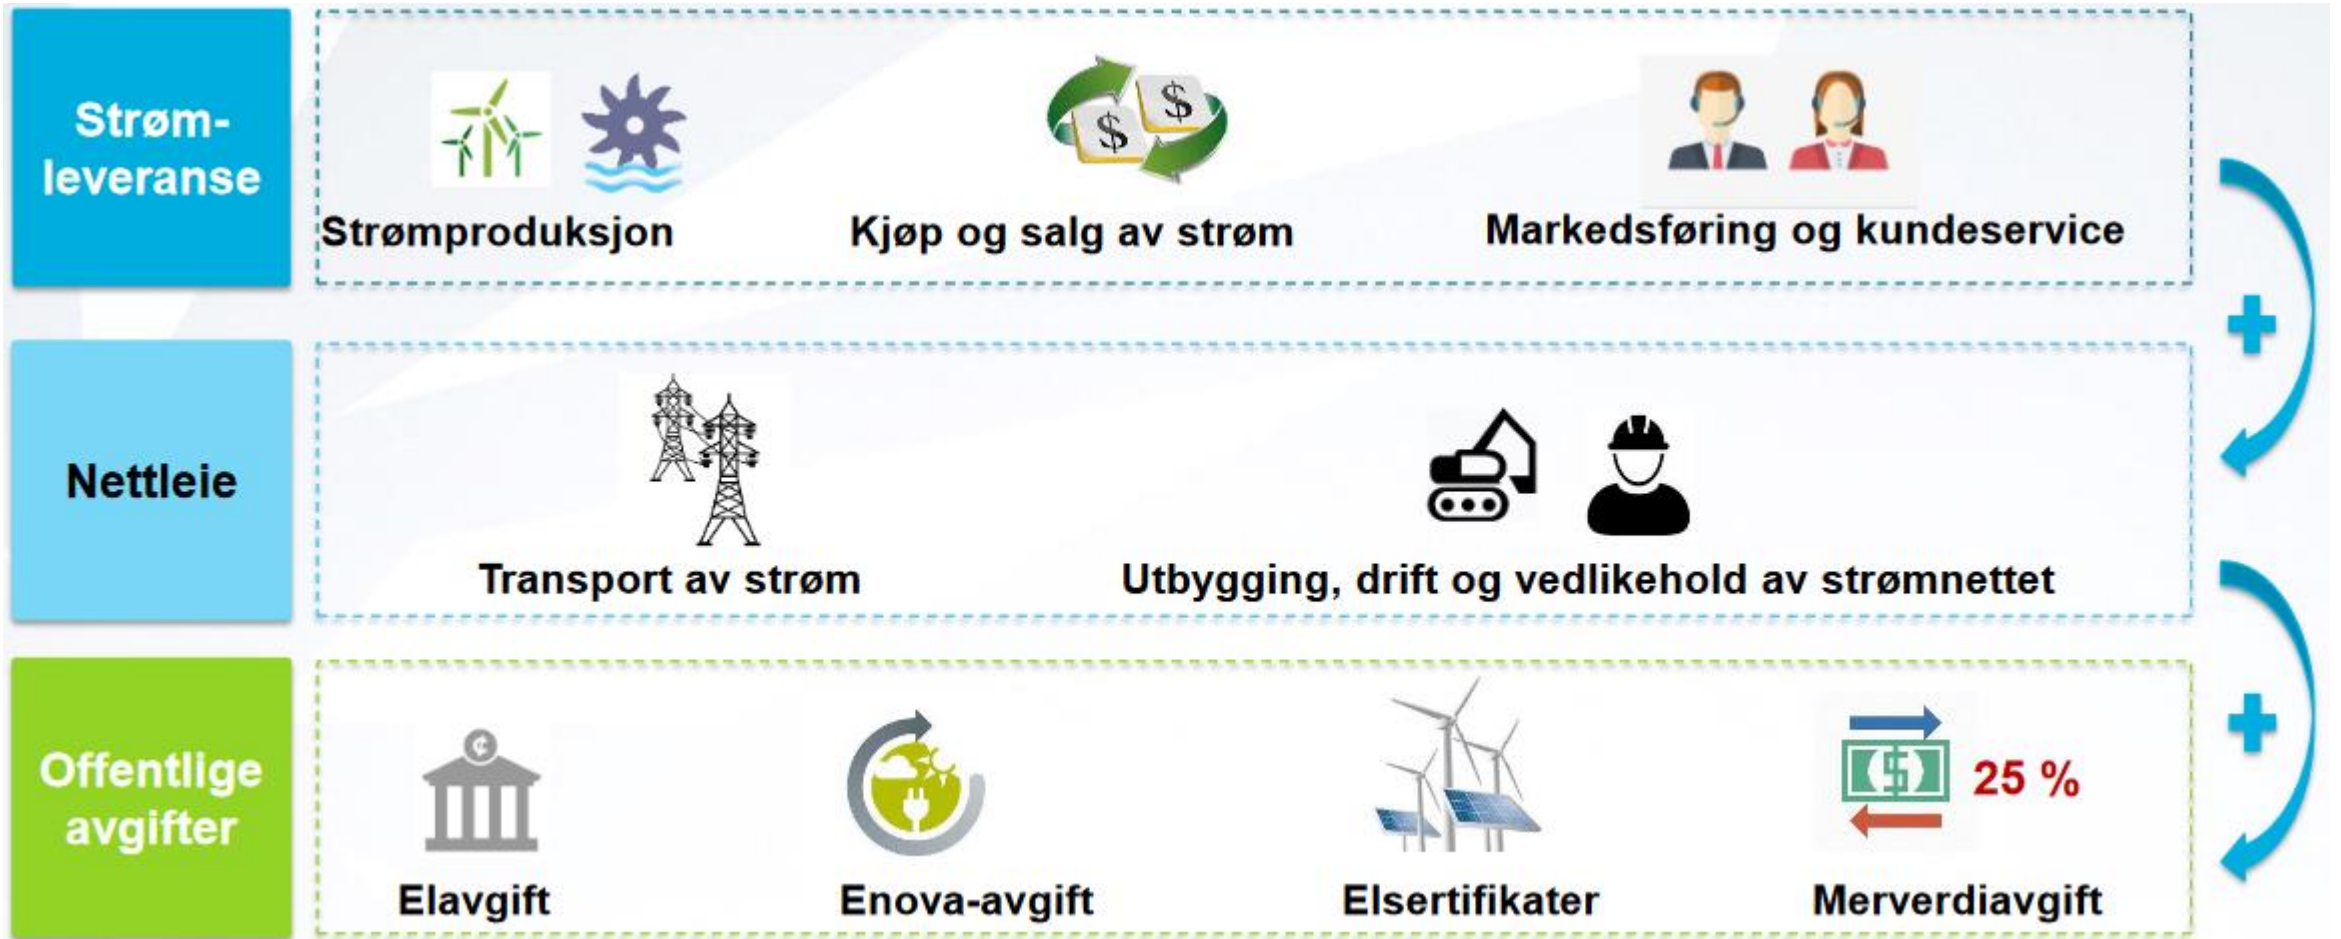 Strøm-
leveranse
$
$
Strømproduksjon
Kjøp og salg av strøm
Markedsføring og kundeservice
Nettleie
Transport av strøm
Utbygging, drift og vedlikehold av strømnettet
Offentlige
avgifter
¢
$
25 %
Elavgift
Enova-avgift
Elsertifikater
Merverdiavgift